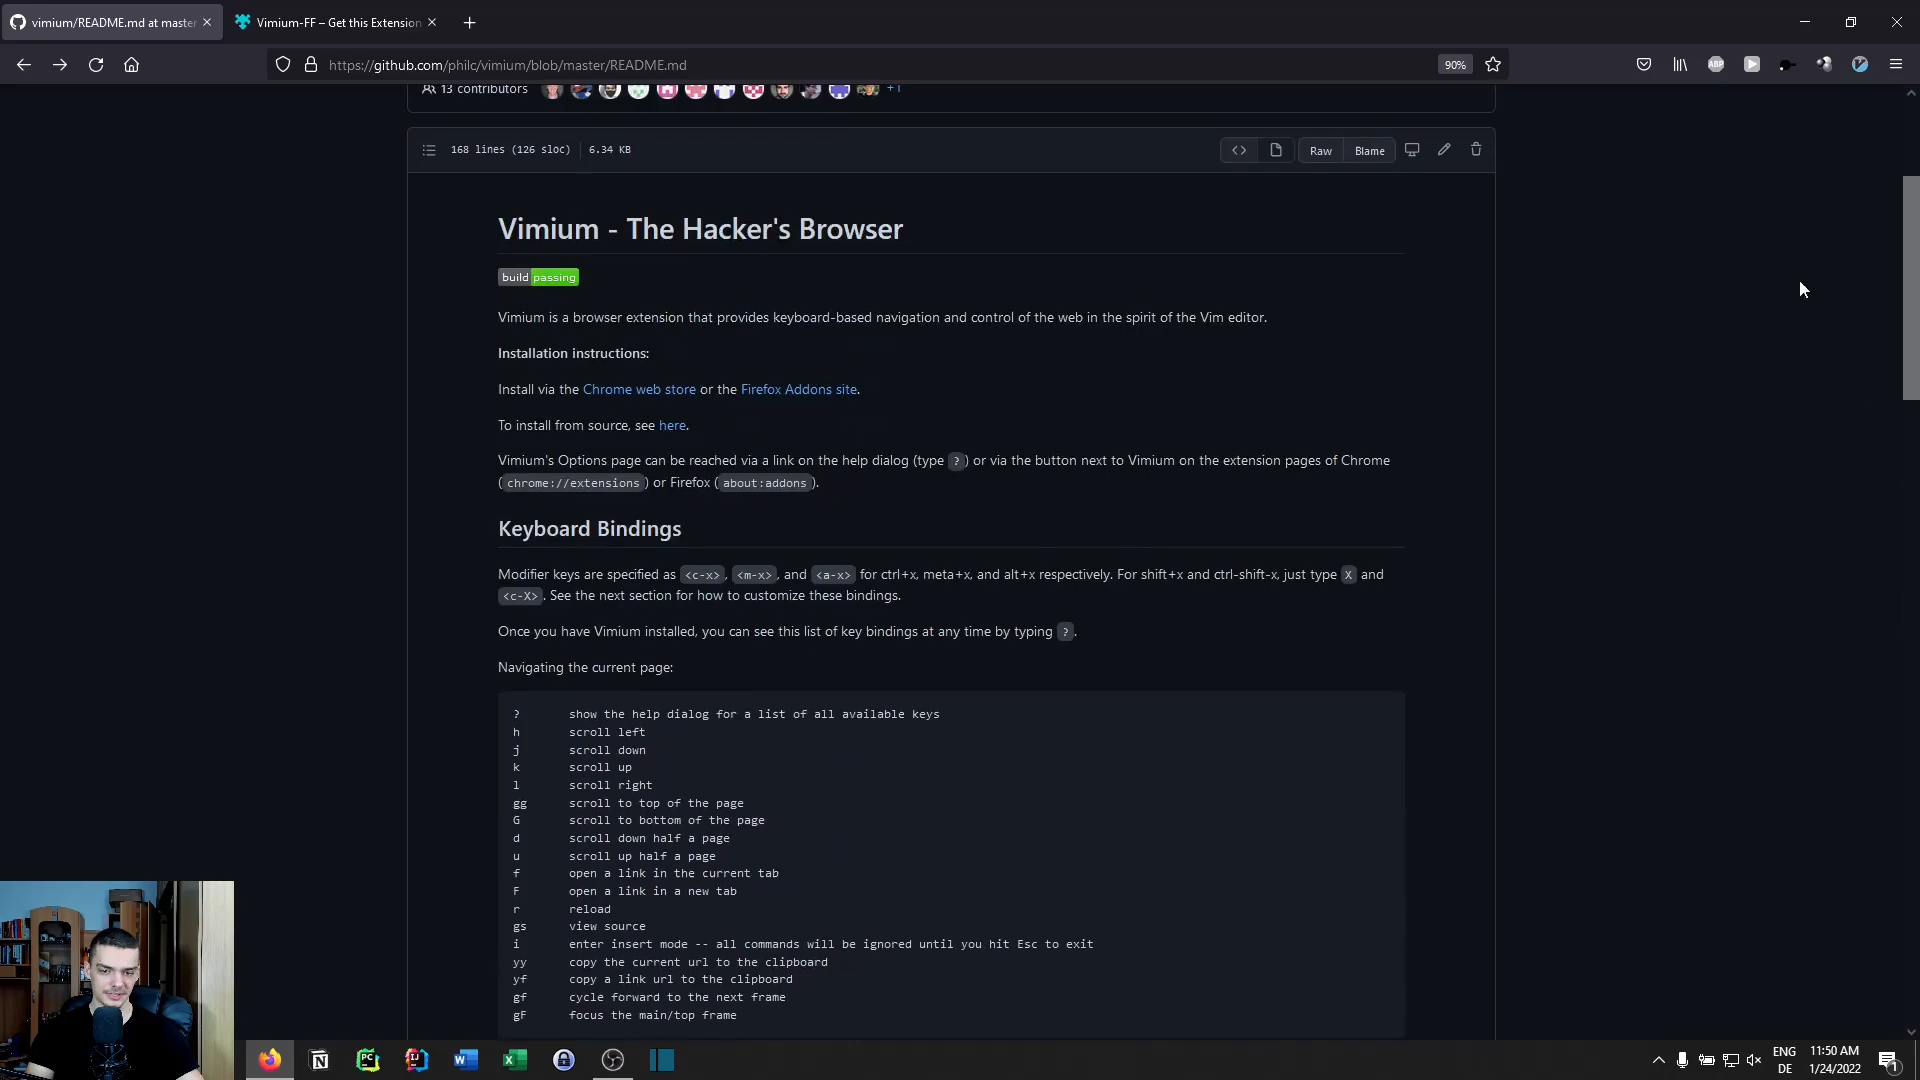 vimium/README.md at master
Vimium-FF – Get this Extension
https://github.com/philc/vimium/blob/master/README.md
90%
ABP
13 contributors
+1
168 lines (126 sloc)
6.34 KB
Raw
Blame
Vimium - The Hacker's Browser
build passing
Vimium is a browser extension that provides keyboard-based navigation and control of the web in the spirit of the Vim editor.
Installation instructions:
Install via the Chrome web store or the Firefox Addons site.
To install from source, see here.
Vimium's Options page can be reached via a link on the help dialog (type ?) or via the button next to Vimium on the extension pages of Chrome
(chrome://extensions) or Firefox (about:addons).
Keyboard Bindings
Modifier keys are specified as <c-x>, <m-x>, and <a-x> for ctrl+x, meta+x, and alt+x respectively. For shift+x and ctrl-shift-x, just type X and
<c-X>. See the next section for how to customize these bindings.
Once you have Vimium installed, you can see this list of key bindings at any time by typing ?.
Navigating the current page:
? show the help dialog for a list of all available keys
h scroll left
j scroll down
k scroll up
l scroll right
gg scroll to top of the page
G scroll to bottom of the page
d scroll down half a page
u scroll up half a page
f open a link in the current tab
F open a link in a new tab
r reload
gs view source
i enter insert mode -- all commands will be ignored until you hit Esc to exit
yy copy the current url to the clipboard
yf copy a link url to the clipboard
gf cycle forward to the next frame
gF focus the main/top frame
ENG
DE
11:50 AM
1/24/2022
1